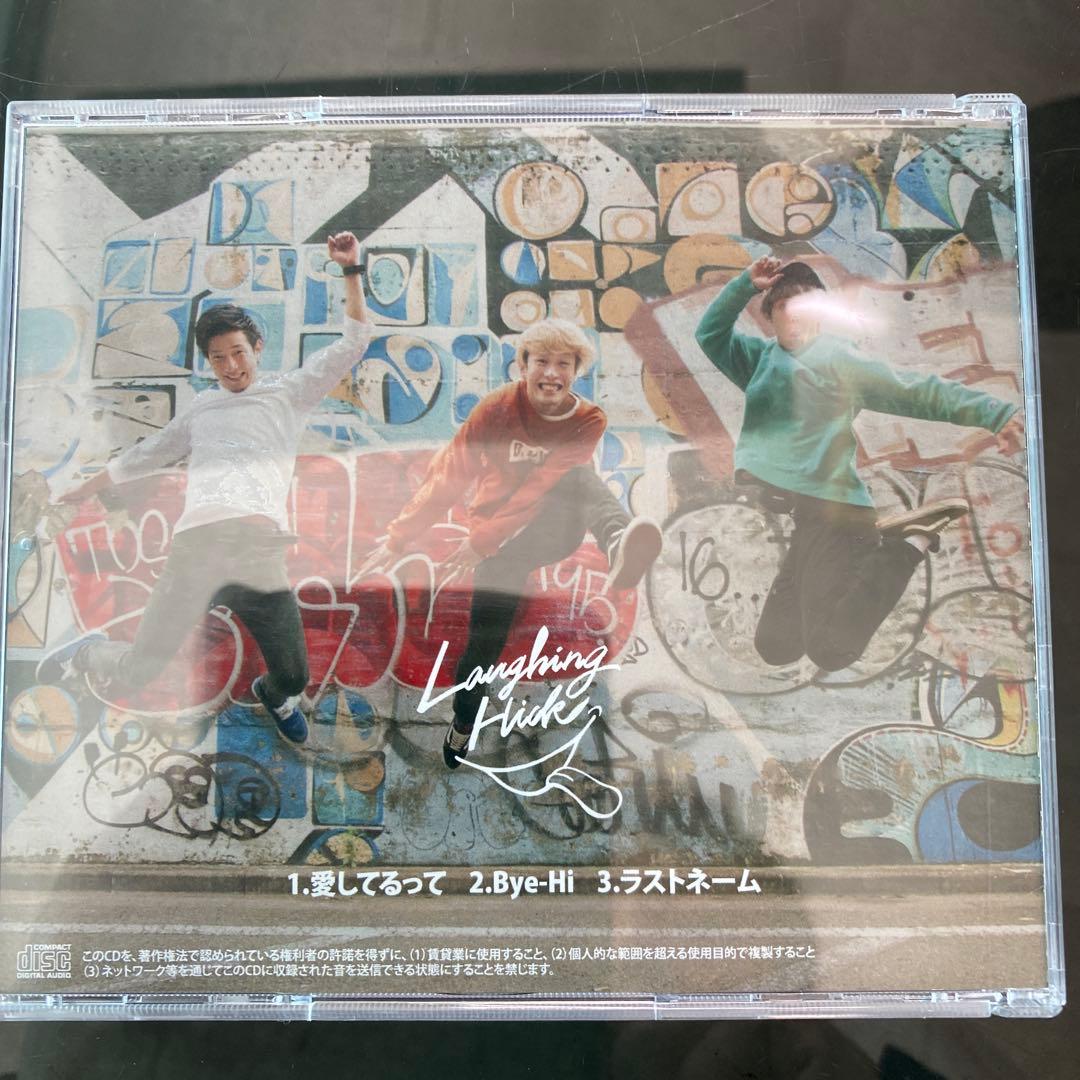 TOS
'95
16
Laughing
Hick
1.愛してるって 2.Bye-Hi 3.ラストネーム
COMPACT
disc
DIGITAL AUDIO
このCDを、著作権法で認められている権利者の許諾を得ずに、(1)賃貸業に使用すること、(2)個人的な範囲を超える使用目的で複製すること
(3)ネットワーク等を通じてこのCDに収録された音を送信できる状態にすることを禁じます。